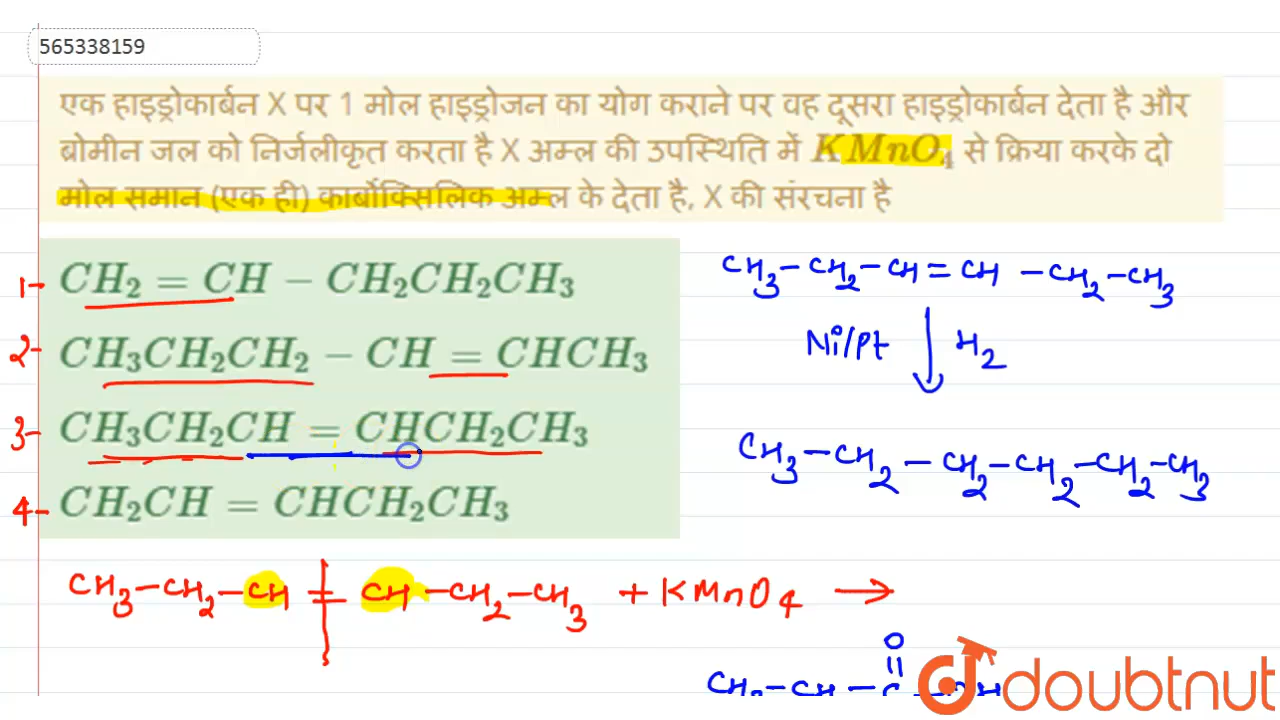 565338159
एक हाइड्रोकार्बन X पर 1 मोल हाइड्रोजन का योग कराने पर वह दूसरा हाइड्रोकार्बन देता है और
ब्रोमीन जल को निर्जलीकृत करता है X अम्ल की उपस्थिति में KMnO₄ से क्रिया करके दो
मोल समान (एक ही) कार्बोक्सिलिक अम्ल के देता है, X की संरचना है
1- CH₂ = CH − CH₂CH₂CH₃
2- CH₃CH₂CH₂ − CH = CHCH₃
3- CH₃CH₂CH = CHCH₂CH₃
4- CH₂CH = CHCH₂CH₃
CH₃−CH₂−CH=CH−CH₂−CH₃
Ni/Pt H₂
CH₃−CH₂−CH₂−CH₂−CH₂−CH₃
CH₃−CH₂−CH=CH−CH₂−CH₃ + KMnO₄ →
O
doubtnut